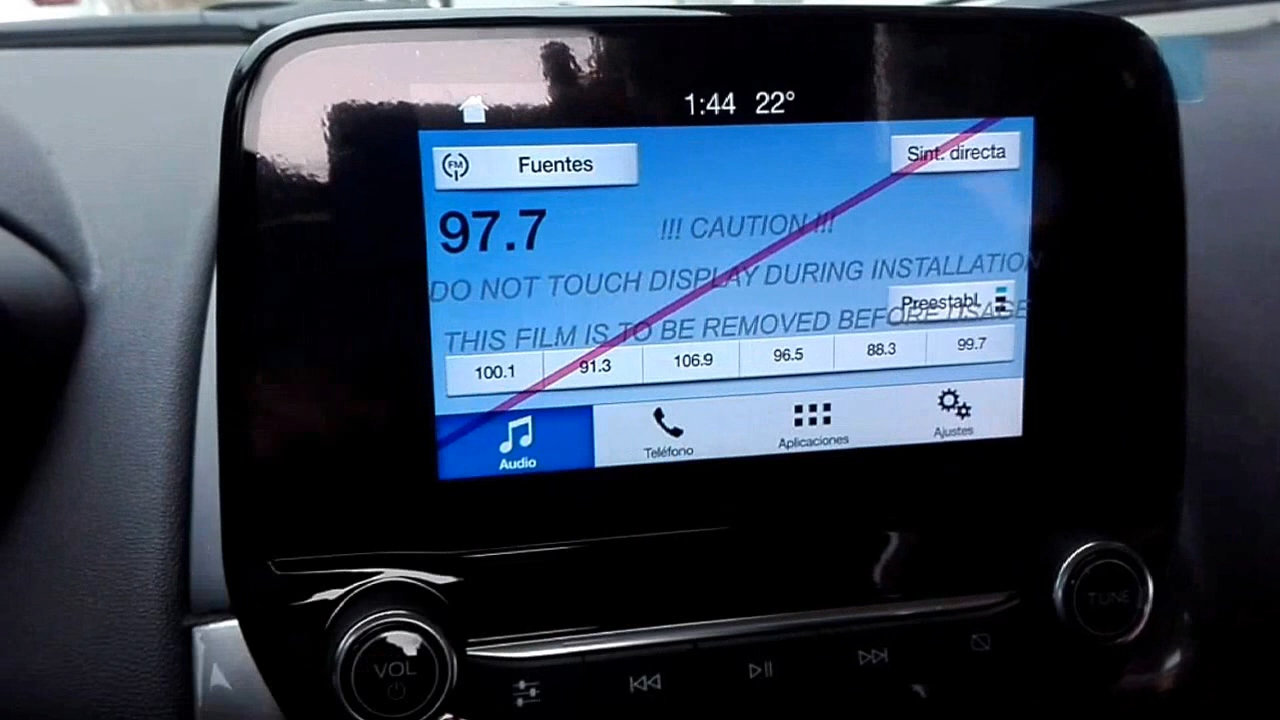 1:44 22°
FM Fuentes
Sint. directa
97.7
!!! CAUTION !!!
DO NOT TOUCH DISPLAY DURING INSTALLATION
Preestabl.
THIS FILM IS TO BE REMOVED BEFORE USAGE
100.1 91.3 106.9 96.5 88.3 99.7
Audio Teléfono Aplicaciones Ajustes
TUNE
VOL